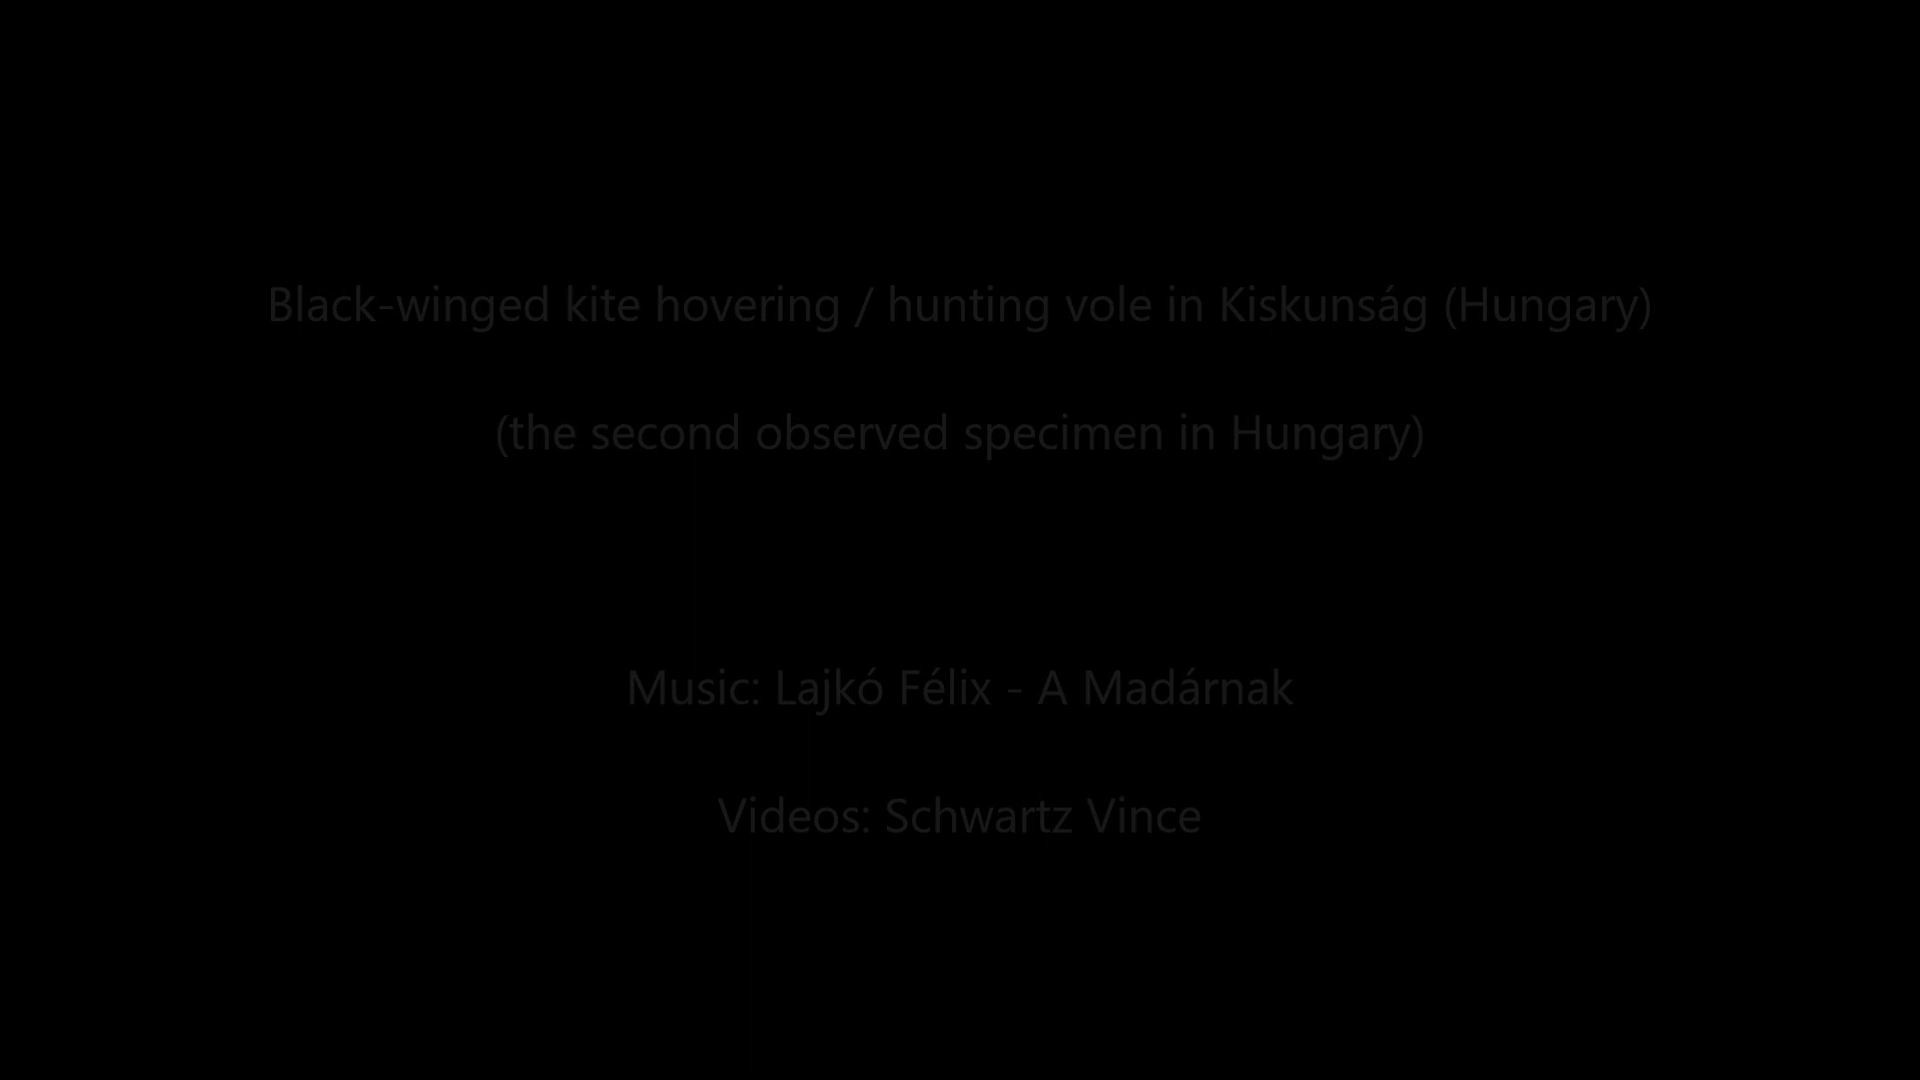 Black-winged kite hovering / hunting vole in Kiskunság (Hungary)
(the second observed specimen in Hungary)
Music: Lajkó Félix - A Madárnak
Videos: Schwartz Vince